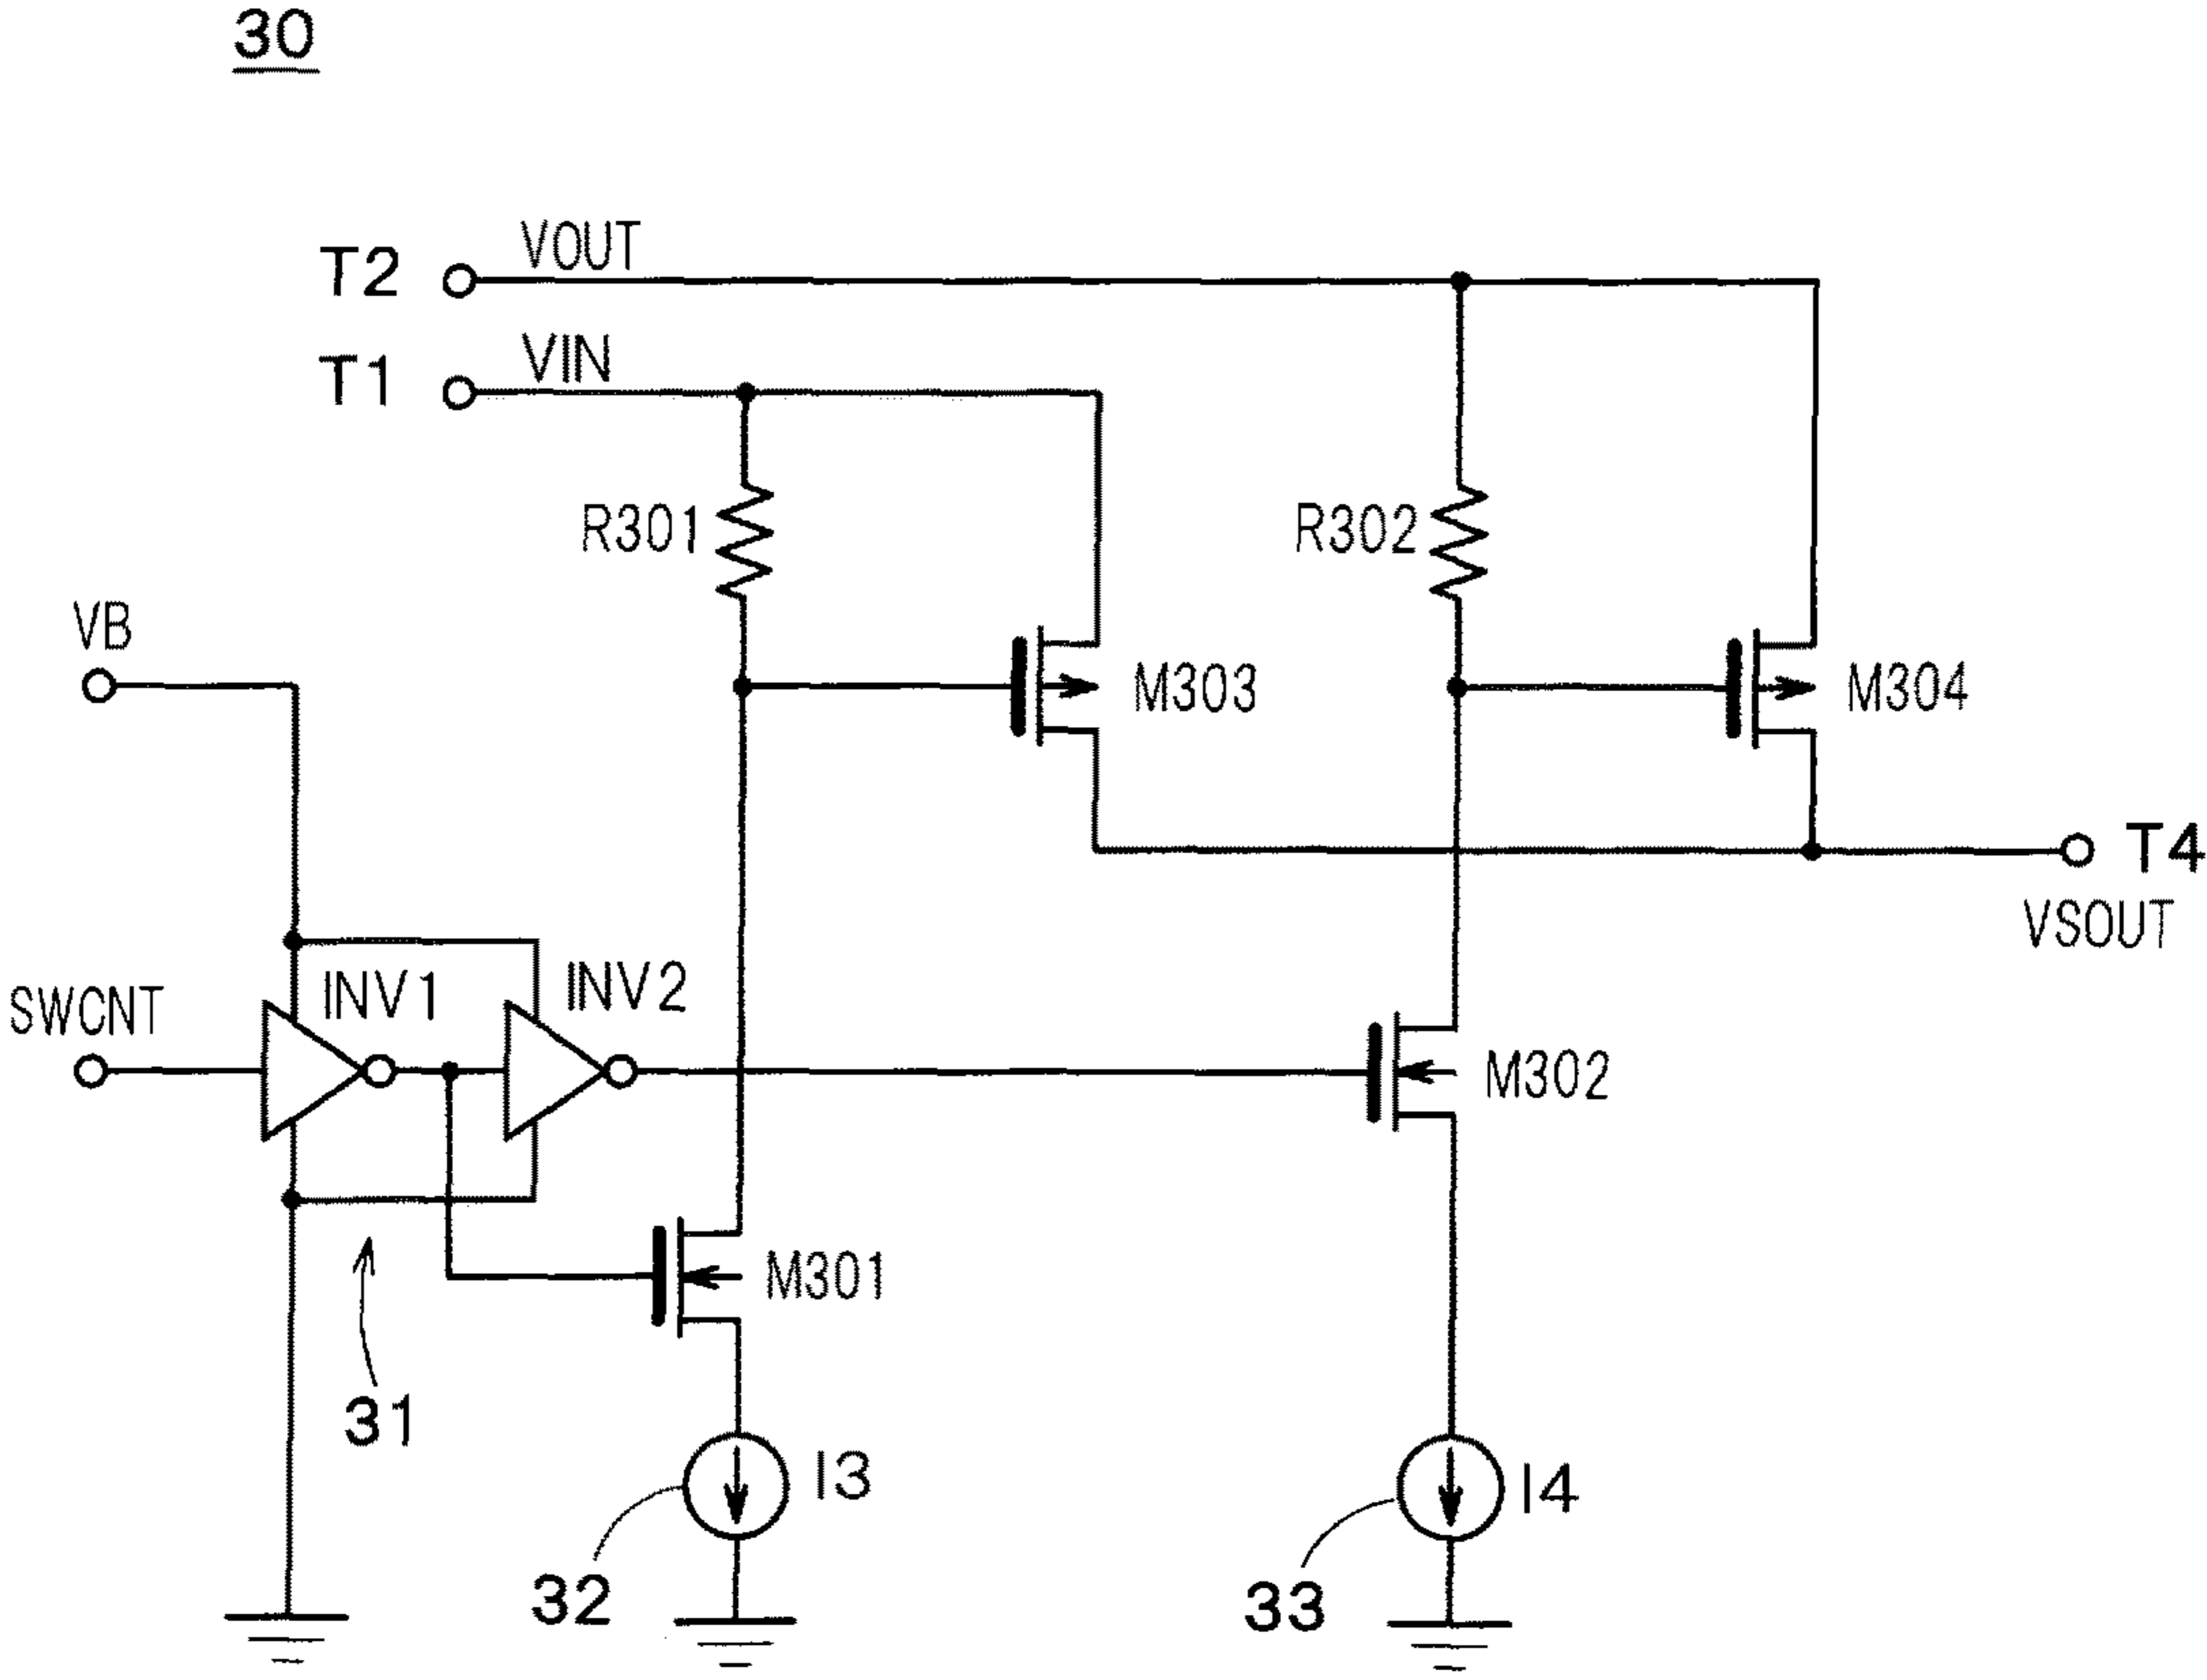 30
T2 VOUT
T1 VIN
R301
R302
VB
M303
M304
T4
VSOUT
SWCNT
INV1
INV2
M302
M301
31
I3
I4
32
33